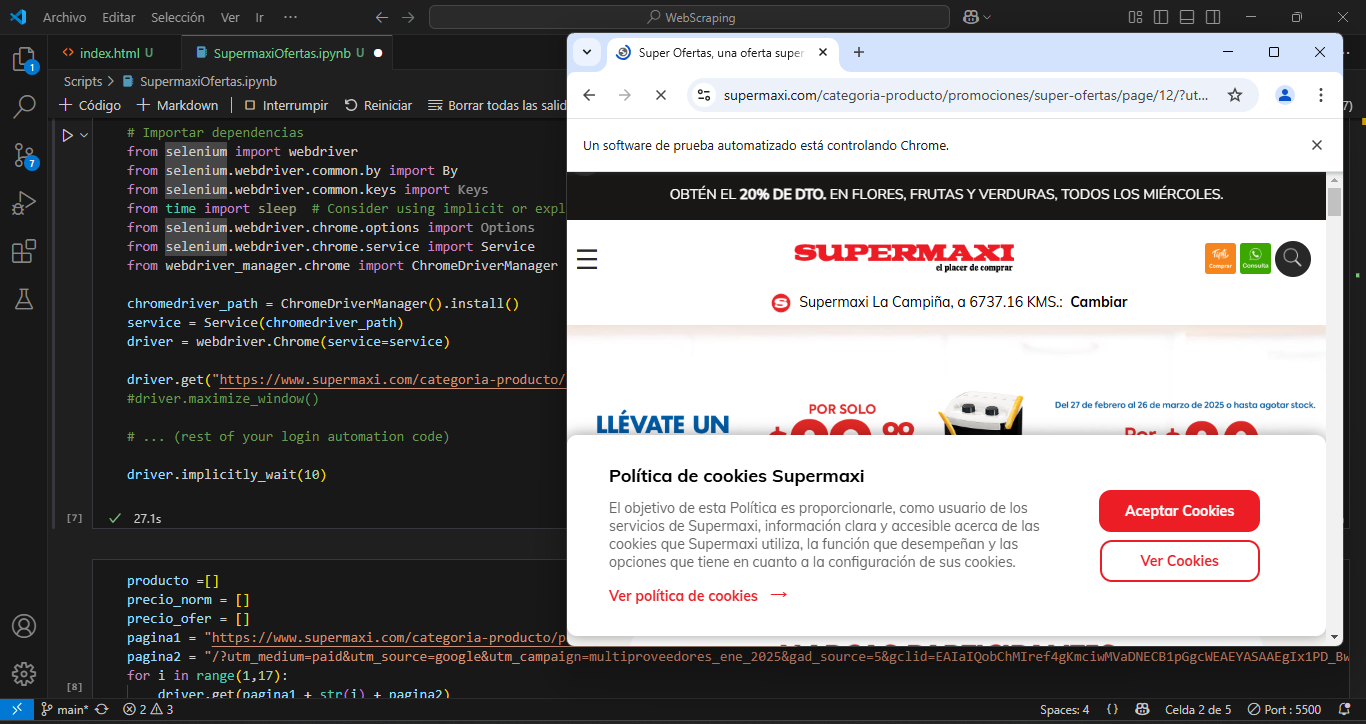 Archivo Editar Selección Ver Ir ··· WebScraping
index.html U SupermaxiOfertas.ipynb U
Scripts > SupermaxiOfertas.ipynb
+ Código + Markdown Interrumpir Reiniciar Borrar todas las salid
# Importar dependencias
from selenium import webdriver
from selenium.webdriver.common.by import By
from selenium.webdriver.common.keys import Keys
from time import sleep # Consider using implicit or expl
from selenium.webdriver.chrome.options import Options
from selenium.webdriver.chrome.service import Service
from webdriver_manager.chrome import ChromeDriverManager
chromedriver_path = ChromeDriverManager().install()
service = Service(chromedriver_path)
driver = webdriver.Chrome(service=service)
driver.get("https://www.supermaxi.com/categoria-producto/
#driver.maximize_window()
# ... (rest of your login automation code)
driver.implicitly_wait(10)
[7] 27.1s
producto =[]
precio_norm = []
precio_ofer = []
pagina1 = "https://www.supermaxi.com/categoria-producto/p
pagina2 = "/?utm_medium=paid&utm_source=google&utm_campaign=multiproveedores_ene_2025&gad_source=5&gclid=EAIaIQobChMIref4gKmciwMVaDNECB1pGgcWEAEYASAAEgIx1PD_Bw
for i in range(1,17):
[8] driver.get(pagina1 + str(i) + pagina2)
1
7
7)
Super Ofertas, una oferta super
supermaxi.com/categoria-producto/promociones/super-ofertas/page/12/?ut...
Un software de prueba automatizado está controlando Chrome.
OBTÉN EL 20% DE DTO. EN FLORES, FRUTAS Y VERDURAS, TODOS LOS MIÉRCOLES.
SUPERMAXI
el placer de comprar
Tipti Comprar Consulta
S Supermaxi La Campiña, a 6737.16 KMS.: Cambiar
LLÉVATE UN
POR SOLO
Del 27 de febrero al 26 de marzo de 2025 o hasta agotar stock.
Política de cookies Supermaxi
El objetivo de esta Política es proporcionarle, como usuario de los
servicios de Supermaxi, información clara y accesible acerca de las
cookies que Supermaxi utiliza, la función que desempeñan y las
opciones que tiene en cuanto a la configuración de sus cookies.
Ver política de cookies →
Aceptar Cookies
Ver Cookies
main* 2 3 Spaces: 4 {} Celda 2 de 5 Port : 5500